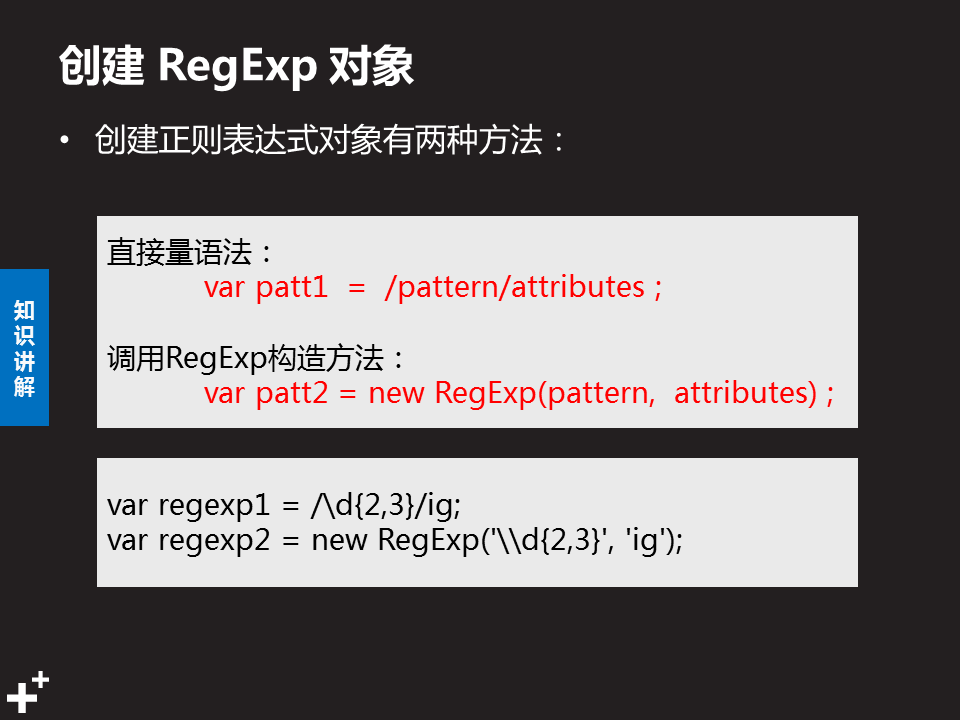 创建 RegExp 对象
• 创建正则表达式对象有两种方法：
直接量语法：
var patt1 = /pattern/attributes ;
调用RegExp构造方法：
var patt2 = new RegExp(pattern, attributes) ;
知识讲解
var regexp1 = /\d{2,3}/ig;
var regexp2 = new RegExp('\\d{2,3}', 'ig');